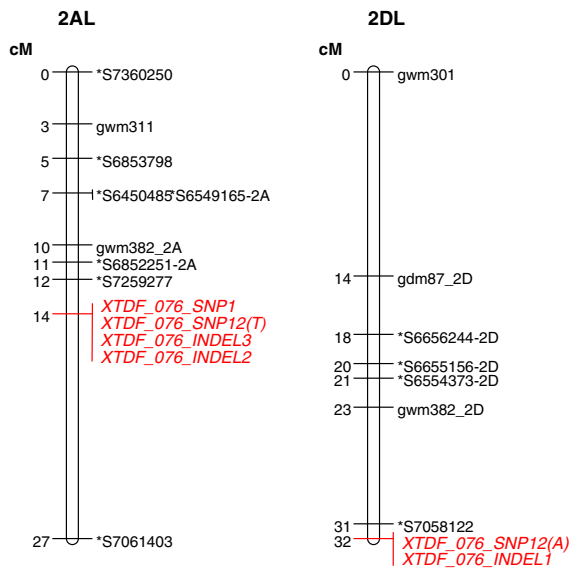 2AL
cM
0 *S7360250
3 gwm311
5 *S6853798
7 *S6450485*S6549165-2A
10 gwm382_2A
11 *S6852251-2A
12 *S7259277
14 XTDF_076_SNP1
XTDF_076_SNP12(T)
XTDF_076_INDEL3
XTDF_076_INDEL2
27 *S7061403
2DL
cM
0 gwm301
14 gdm87_2D
18 *S6656244-2D
20 *S6655156-2D
21 *S6554373-2D
23 gwm382_2D
31 *S7058122
32 XTDF_076_SNP12(A)
XTDF_076_INDEL1